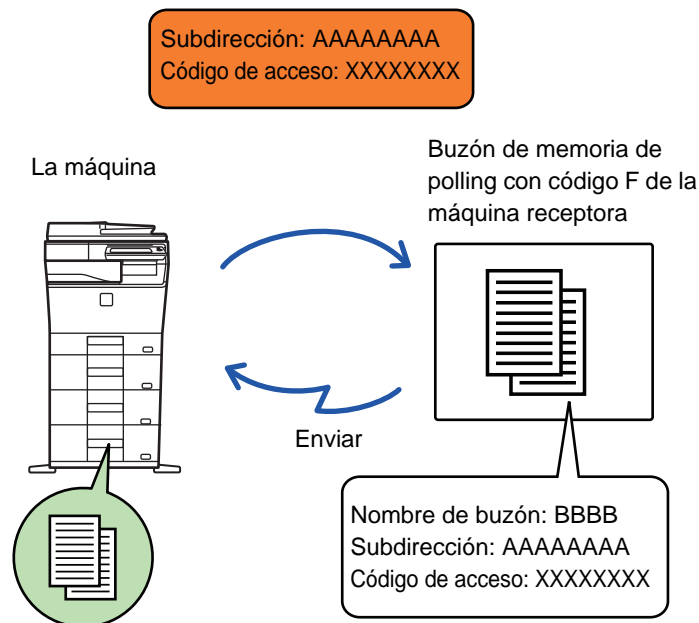 Subdirección: AAAAAAAA
Código de acceso: XXXXXXXX
La máquina
Buzón de memoria de
polling con código F de la
máquina receptora
Enviar
Nombre de buzón: BBBB
Subdirección: AAAAAAAA
Código de acceso: XXXXXXXX